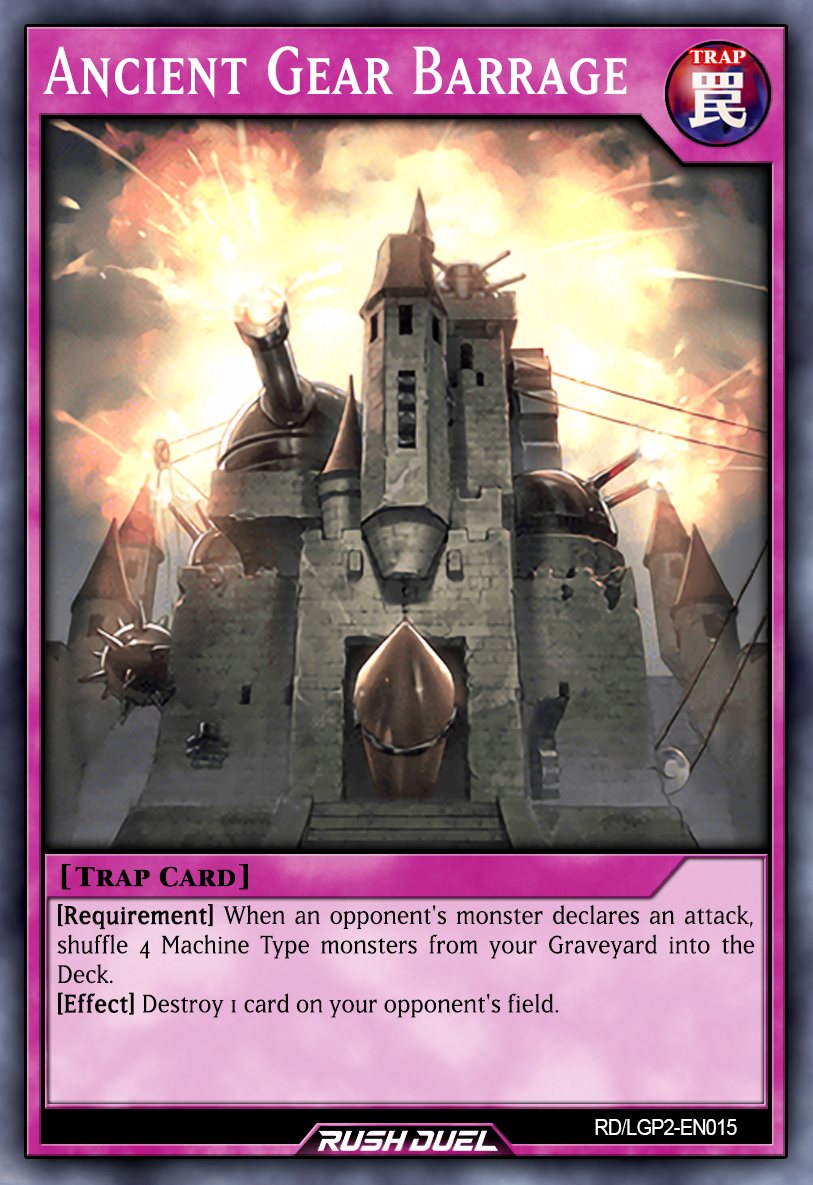 Ancient Gear Barrage
TRAP
罠
[Trap Card]
[Requirement] When an opponent's monster declares an attack,
shuffle 4 Machine Type monsters from your Graveyard into the
Deck.
[Effect] Destroy 1 card on your opponent's field.
RD/LGP2-EN015
RUSH DUEL